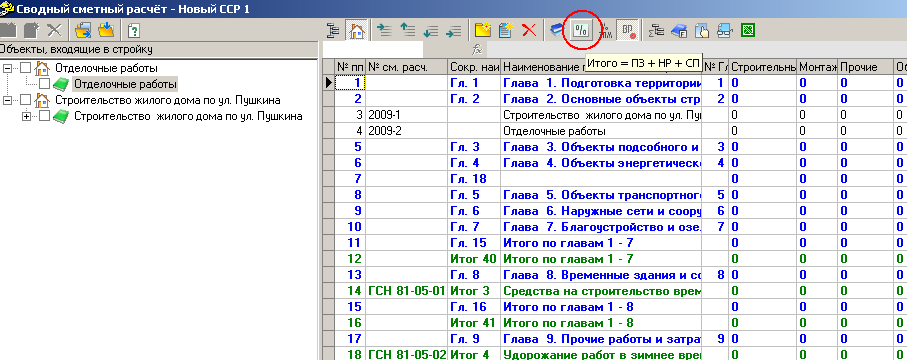 Сводный сметный расчёт - Новый ССР 1
Объекты, входящие в стройку
Отделочные работы
Отделочные работы
Строительство жилого дома по ул. Пушкина
Строительство жилого дома по ул. Пушкина
%
ВР
fx
Итого = ПЗ + НР + СП
№ пп № см. расч. Сокр. наи Наименование № Гл Строительн Монтаж Прочие Об
1 Гл. 1 Глава 1. Подготовка территории 1 0 0 0 0
2 Гл. 2 Глава 2. Основные объекты стр 2 0 0 0 0
3 2009-1 Строительство жилого дома по ул. Пуш 0 0 0 0
4 2009-2 Отделочные работы 0 0 0 0
5 Гл. 3 Глава 3. Объекты подсобного и 3 0 0 0 0
6 Гл. 4 Глава 4. Объекты энергетическ 4 0 0 0 0
7 Гл. 18 0 0 0 0
8 Гл. 5 Глава 5. Объекты транспортног 5 0 0 0 0
9 Гл. 6 Глава 6. Наружные сети и соору 6 0 0 0 0
10 Гл. 7 Глава 7. Благоустройство и озе 7 0 0 0 0
11 Гл. 15 Итого по главам 1 - 7 0 0 0 0
12 Итог 40 Итого по главам 1 - 7 0 0 0 0
13 Гл. 8 Глава 8. Временные здания и со 8 0 0 0 0
14 ГСН 81-05-01 Итог 3 Средства на строительство врем 0 0 0 0
15 Гл. 16 Итого по главам 1 - 8 0 0 0 0
16 Итог 41 Итого по главам 1 - 8 0 0 0 0
17 Гл. 9 Глава 9. Прочие работы и затра 9 0 0 0 0
18 ГСН 81-05-02 Итог 4 Удорожание работ в зимнее вре 0 0 0 0